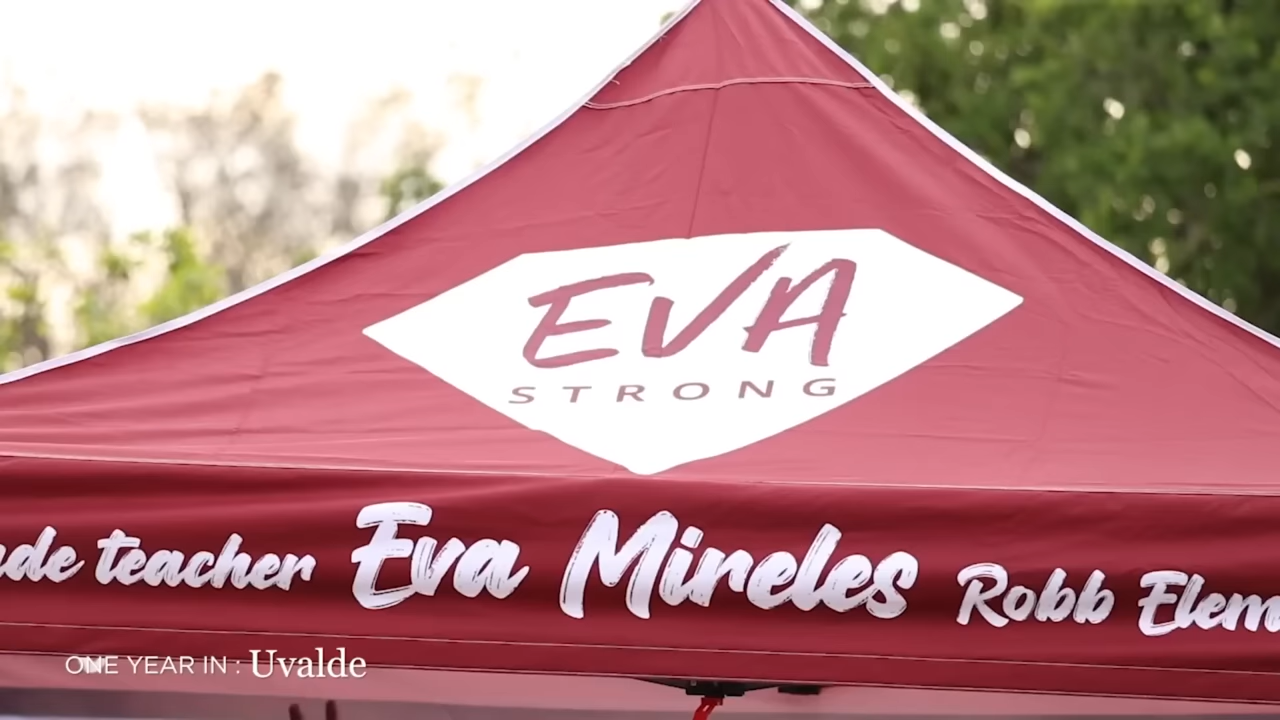 EVA
STRONG
teacher Eva Mireles Robb
ONE YEAR IN : Uvalde